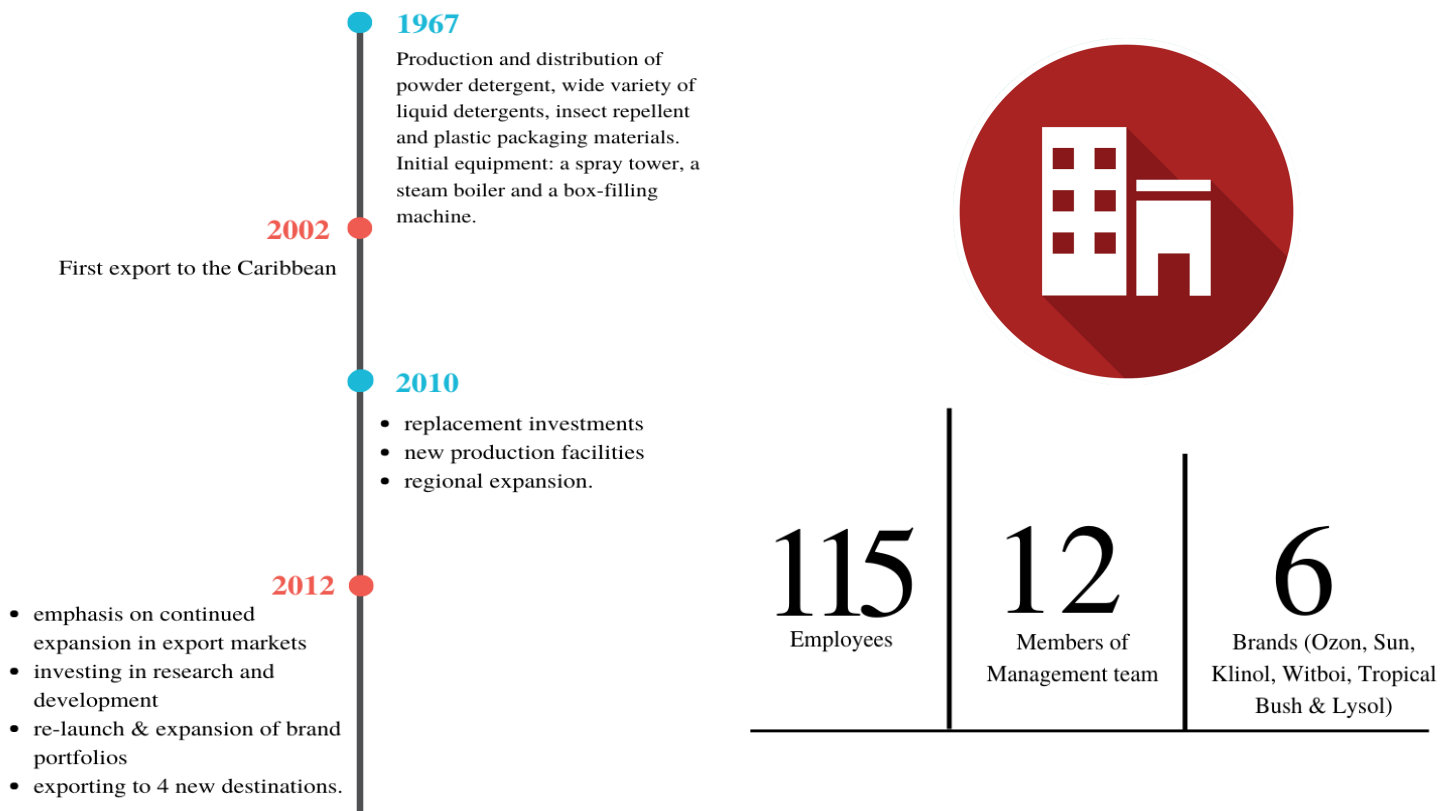 1967
Production and distribution of
powder detergent, wide variety of
liquid detergents, insect repellent
and plastic packaging materials.
Initial equipment: a spray tower, a
steam boiler and a box-filling
machine.
2002
First export to the Caribbean
2010
• replacement investments
• new production facilities
• regional expansion.
2012
• emphasis on continued
expansion in export markets
• investing in research and
development
• re-launch & expansion of brand
portfolios
• exporting to 4 new destinations.
115
Employees
12
Members of
Management team
6
Brands (Ozon, Sun,
Klinol, Witboi, Tropical
Bush & Lysol)